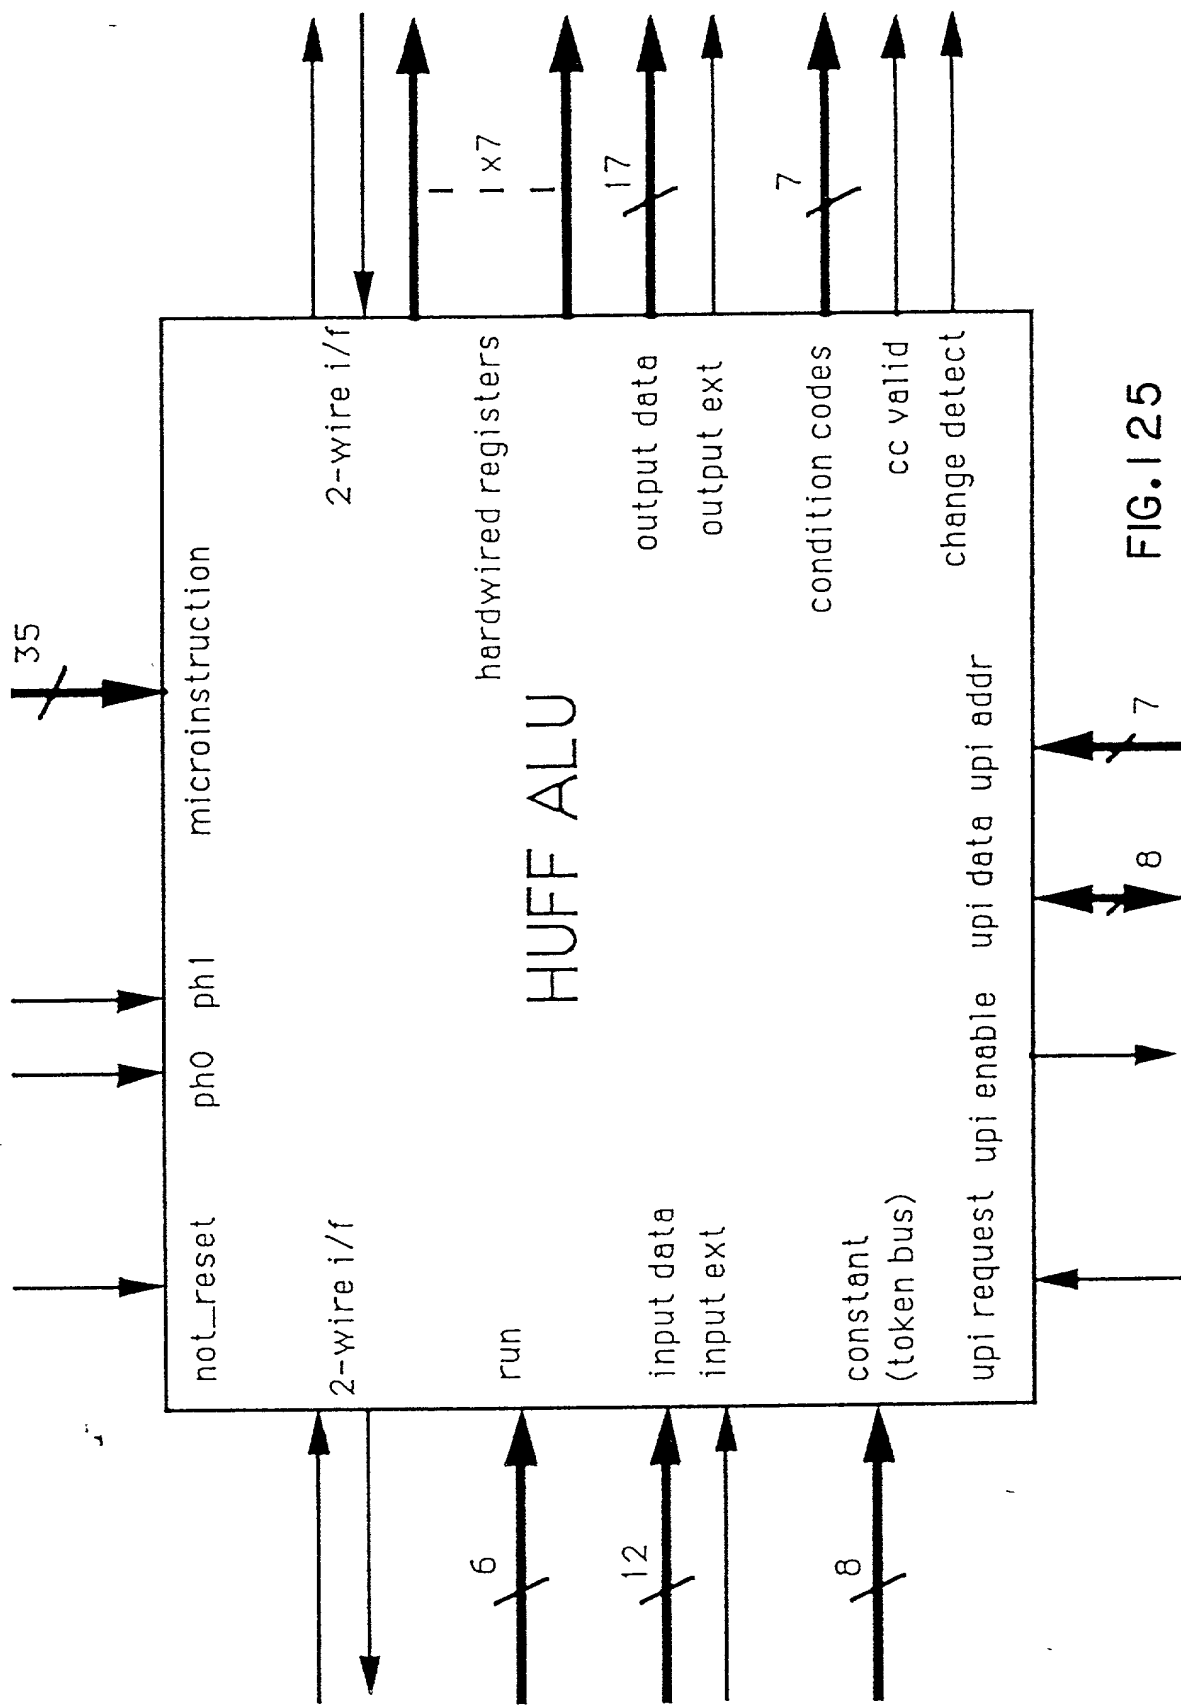 35
not_reset ph0 ph1 microinstruction
2-wire i/f 2-wire i/f
6 run hardwired registers 1x7
HUFF ALU
12 input data output data 17
input ext output ext
8 constant condition codes 7
(token bus) cc valid
change detect
upi request upi enable upi data upi addr
8 7
FIG.125